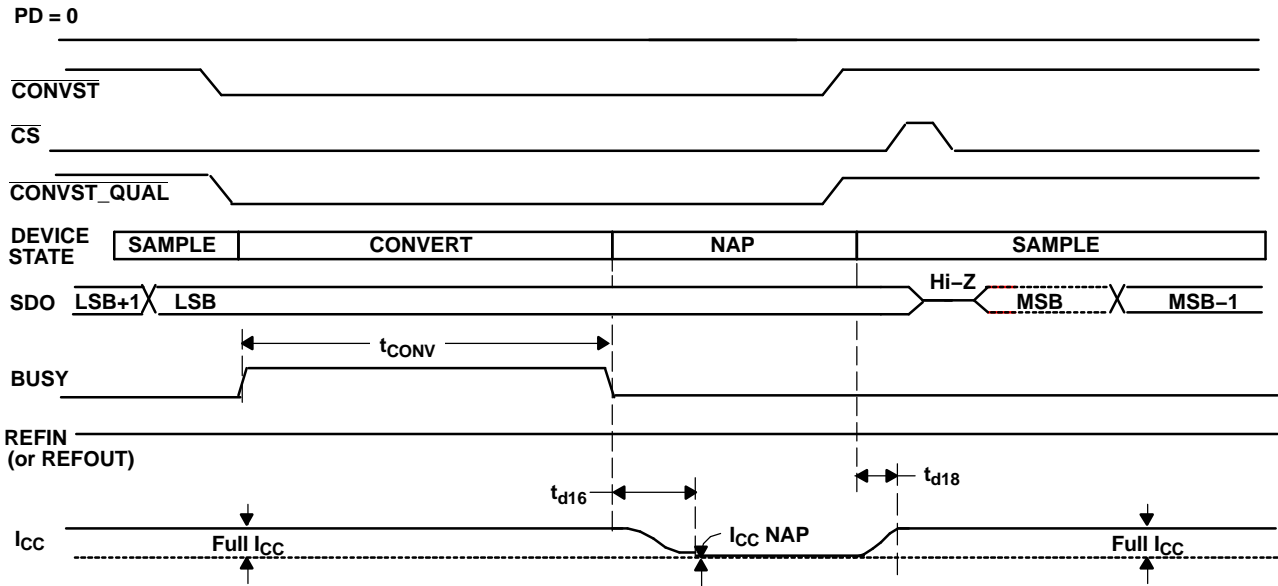 PD = 0
CONVST
CS
CONVST_QUAL
DEVICE STATE
SAMPLE CONVERT NAP SAMPLE
SDO LSB+1 LSB Hi–Z MSB MSB–1
tCONV
BUSY
REFIN
(or REFOUT)
td16 td18
ICC Full ICC ICC NAP Full ICC